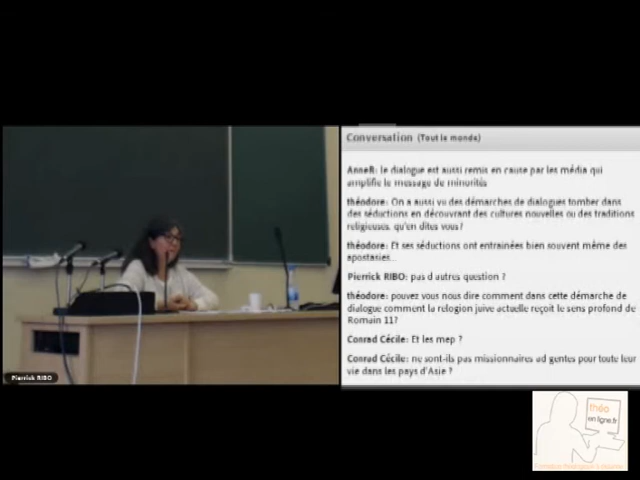 Conversation (Tout le monde)
AnneR: le dialogue est aussi remis en cause par les média qui
amplifie le message de minorités
théodore: On a aussi vu des démarches de dialogues tomber dans
des séductions en découvrant des cultures nouvelles ou des traditions
religieuses, qu'en dites vous?
théodore: Et ses séductions ont entrainées bien souvent même des
apostasies...
Pierrick RIBO: pas d'autres question ?
théodore: pouvez vous nous dire comment dans cette démarche de
dialogue comment la relogion juive actuelle reçoit le sens profond de
Romain 11?
Conrad Cécile: Et les mep ?
Conrad Cécile: ne sont-ils pas missionnaires ad gentes pour toute leur
vie dans les pays d'Asie ?
Pierrick RIBO
théo
en ligne.fr